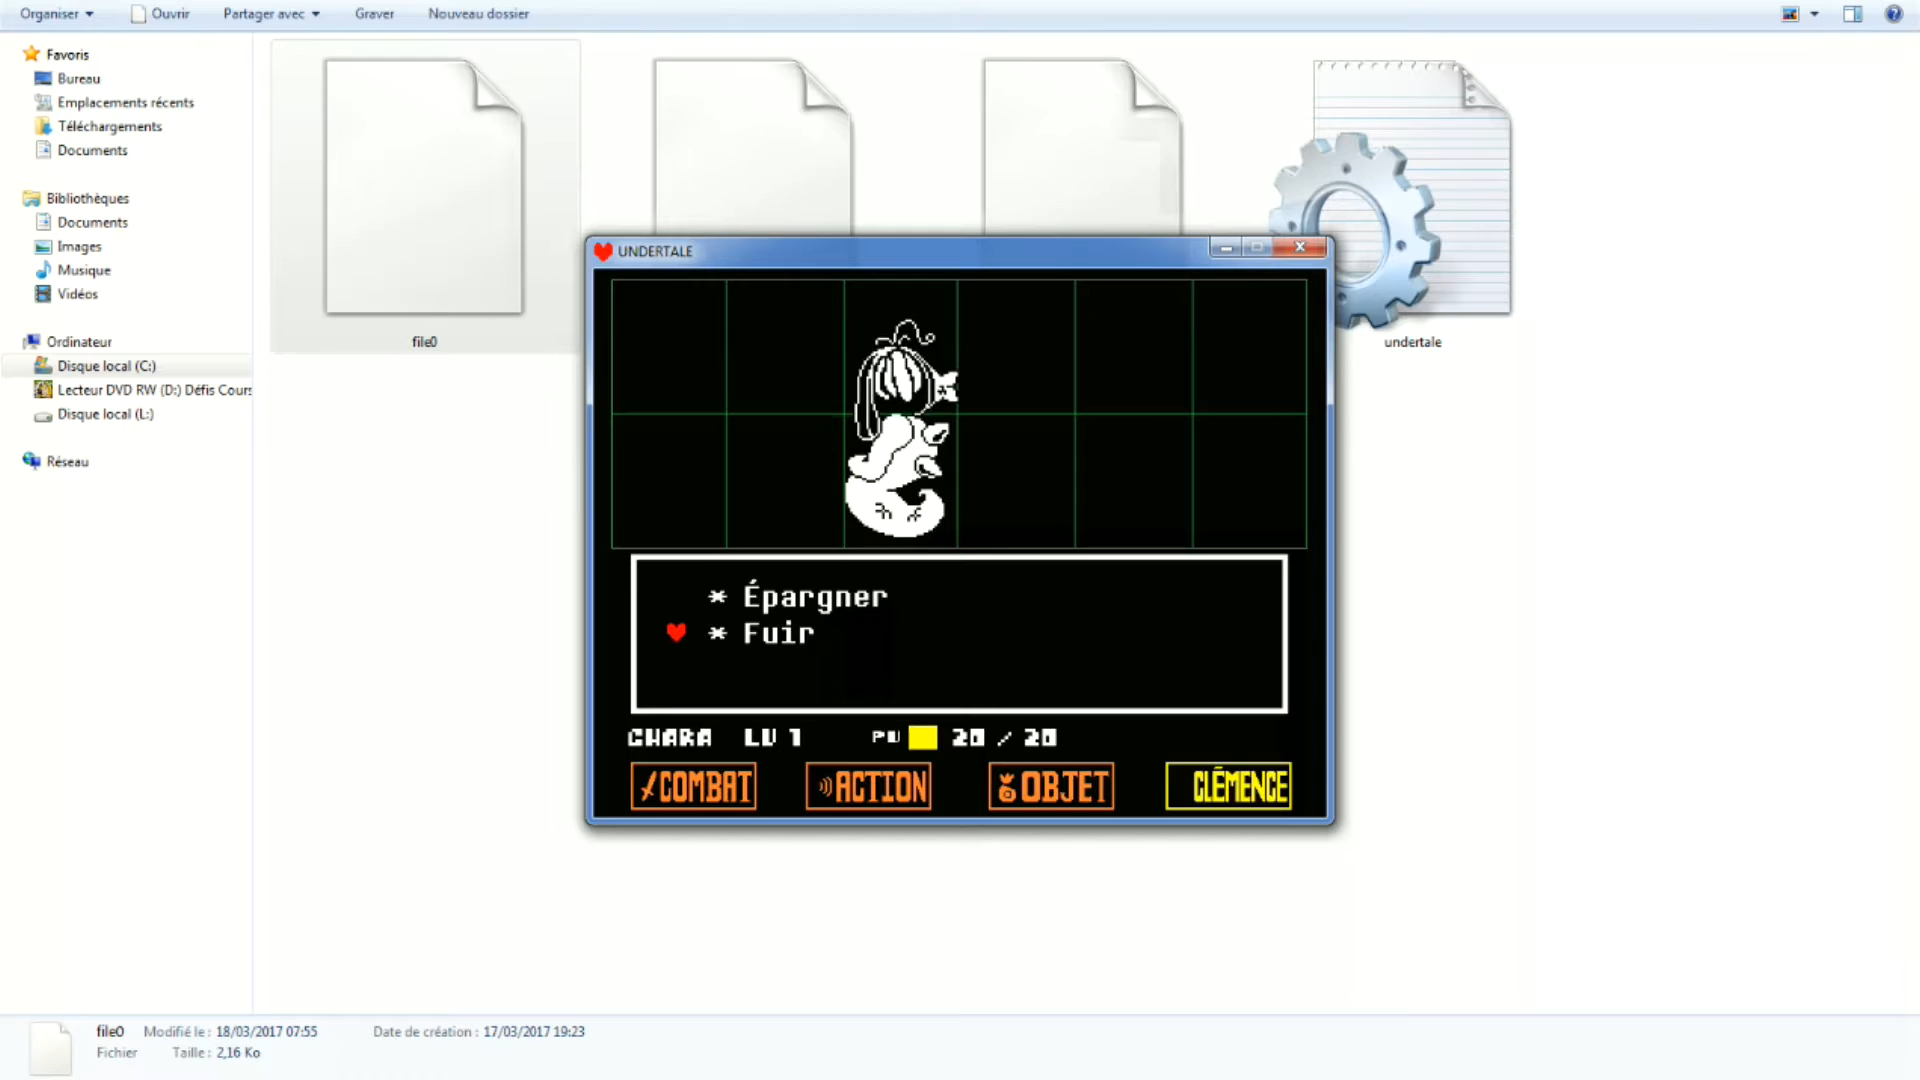 Organiser
Ouvrir
Partager avec
Graver
Nouveau dossier
Favoris
Bureau
Emplacements récents
Téléchargements
Documents
Bibliothèques
Documents
Images
Musique
Vidéos
Ordinateur
Disque local (C:)
Lecteur DVD RW (D:) Défis Cours
Disque local (L:)
Réseau
file0
undertale
UNDERTALE
* Épargner
* Fuir
CHARA LV 1 PV 20 / 20
COMBAT ACTION OBJET CLÉMENCE
file0 Modifié le : 18/03/2017 07:55 Date de création : 17/03/2017 19:23
Fichier Taille : 2,16 Ko